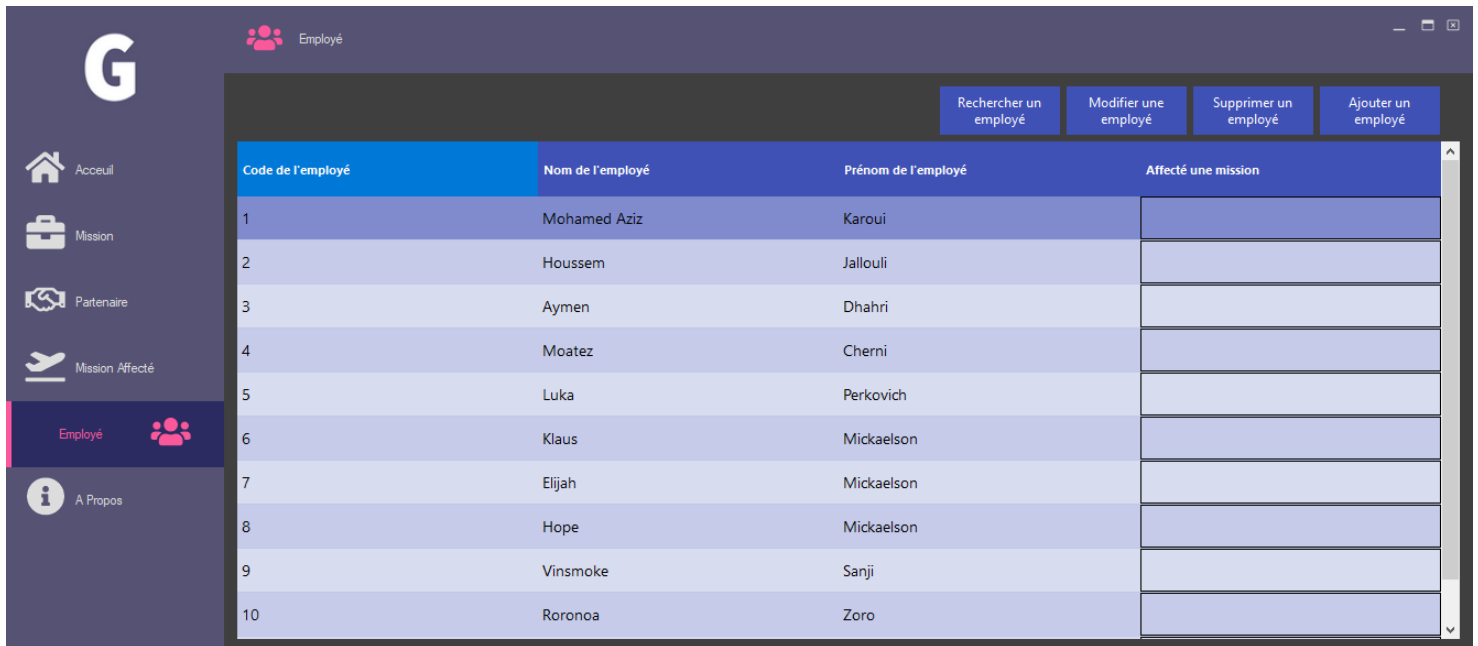 G
Employé
Rechercher un
employé
Modifier une
employé
Supprimer un
employé
Ajouter un
employé
Acceuil
Mission
Partenaire
Mission Affecté
Employé
A Propos
Code de l'employé Nom de l'employé Prénom de l'employé Affecté une mission
1 Mohamed Aziz Karoui
2 Houssem Jallouli
3 Aymen Dhahri
4 Moatez Cherni
5 Luka Perkovich
6 Klaus Mickaelson
7 Elijah Mickaelson
8 Hope Mickaelson
9 Vinsmoke Sanji
10 Roronoa Zoro